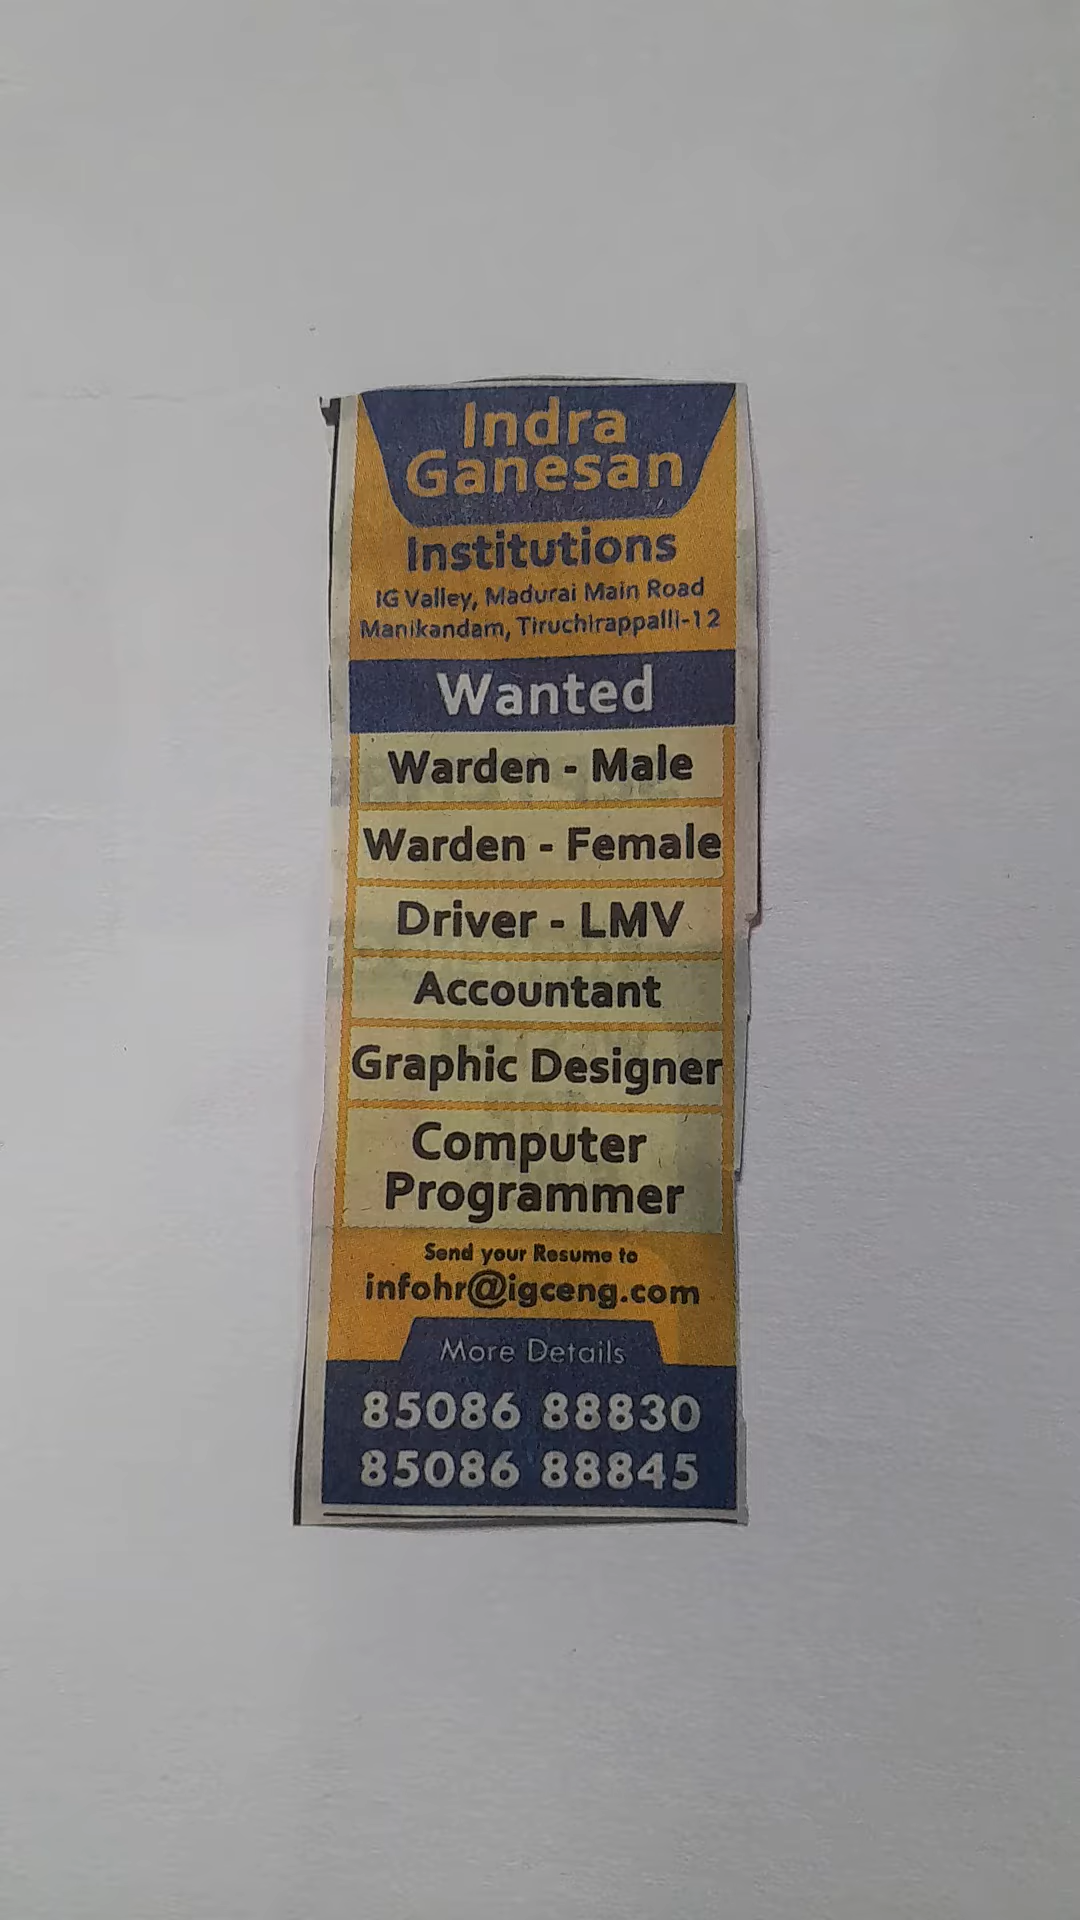 Indra
Ganesan
Institutions
IG Valley, Madurai Main Road
Manikandam, Tiruchirappalli-12
Wanted
Warden - Male
Warden - Female
Driver - LMV
Accountant
Graphic Designer
Computer
Programmer
Send your Resume to
infohr@igceng.com
More Details
85086 88830
85086 88845